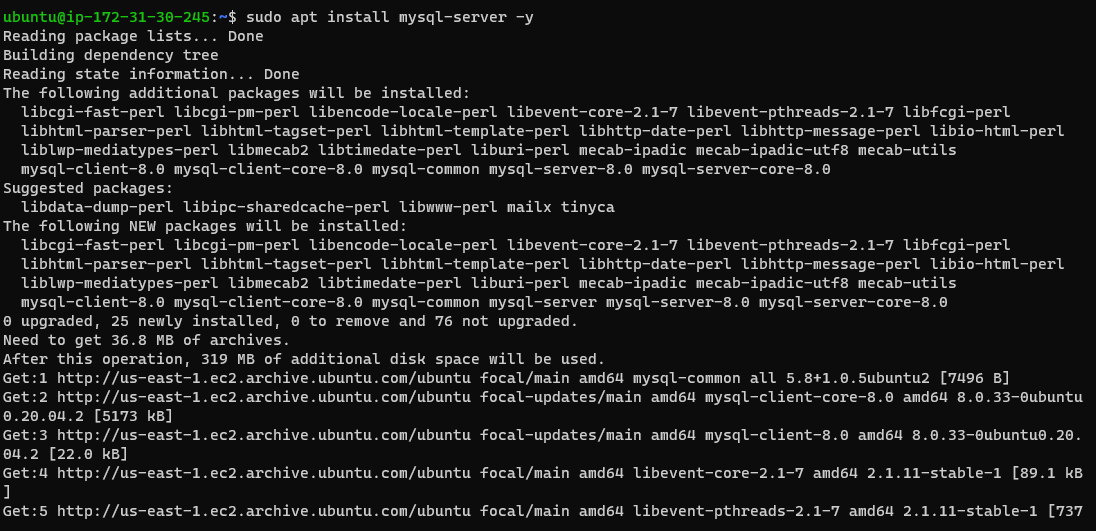 ubuntu@ip-172-31-30-245:~$ sudo apt install mysql-server -y
Reading package lists... Done
Building dependency tree
Reading state information... Done
The following additional packages will be installed:
  libcgi-fast-perl libcgi-pm-perl libencode-locale-perl libevent-core-2.1-7 libevent-pthreads-2.1-7 libfcgi-perl
  libhtml-parser-perl libhtml-tagset-perl libhtml-template-perl libhttp-date-perl libhttp-message-perl libio-html-perl
  liblwp-mediatypes-perl libmecab2 libtimedate-perl liburi-perl mecab-ipadic mecab-ipadic-utf8 mecab-utils
  mysql-client-8.0 mysql-client-core-8.0 mysql-common mysql-server-8.0 mysql-server-core-8.0
Suggested packages:
  libdata-dump-perl libipc-sharedcache-perl libwww-perl mailx tinyca
The following NEW packages will be installed:
  libcgi-fast-perl libcgi-pm-perl libencode-locale-perl libevent-core-2.1-7 libevent-pthreads-2.1-7 libfcgi-perl
  libhtml-parser-perl libhtml-tagset-perl libhtml-template-perl libhttp-date-perl libhttp-message-perl libio-html-perl
  liblwp-mediatypes-perl libmecab2 libtimedate-perl liburi-perl mecab-ipadic mecab-ipadic-utf8 mecab-utils
  mysql-client-8.0 mysql-client-core-8.0 mysql-common mysql-server mysql-server-8.0 mysql-server-core-8.0
0 upgraded, 25 newly installed, 0 to remove and 76 not upgraded.
Need to get 36.8 MB of archives.
After this operation, 319 MB of additional disk space will be used.
Get:1 http://us-east-1.ec2.archive.ubuntu.com/ubuntu focal/main amd64 mysql-common all 5.8+1.0.5ubuntu2 [7496 B]
Get:2 http://us-east-1.ec2.archive.ubuntu.com/ubuntu focal-updates/main amd64 mysql-client-core-8.0 amd64 8.0.33-0ubuntu
0.20.04.2 [5173 kB]
Get:3 http://us-east-1.ec2.archive.ubuntu.com/ubuntu focal-updates/main amd64 mysql-client-8.0 amd64 8.0.33-0ubuntu0.20.
04.2 [22.0 kB]
Get:4 http://us-east-1.ec2.archive.ubuntu.com/ubuntu focal/main amd64 libevent-core-2.1-7 amd64 2.1.11-stable-1 [89.1 kB
]
Get:5 http://us-east-1.ec2.archive.ubuntu.com/ubuntu focal/main amd64 libevent-pthreads-2.1-7 amd64 2.1.11-stable-1 [737